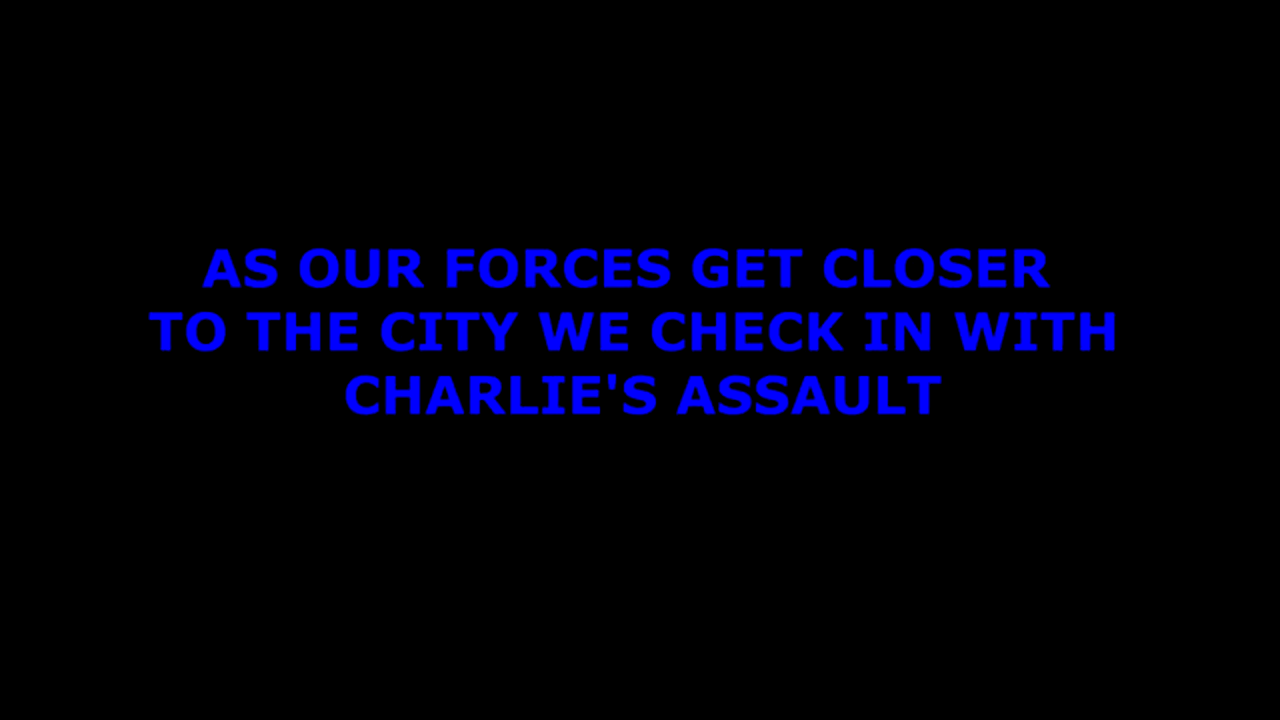 AS OUR FORCES GET CLOSER
TO THE CITY WE CHECK IN WITH
CHARLIE'S ASSAULT